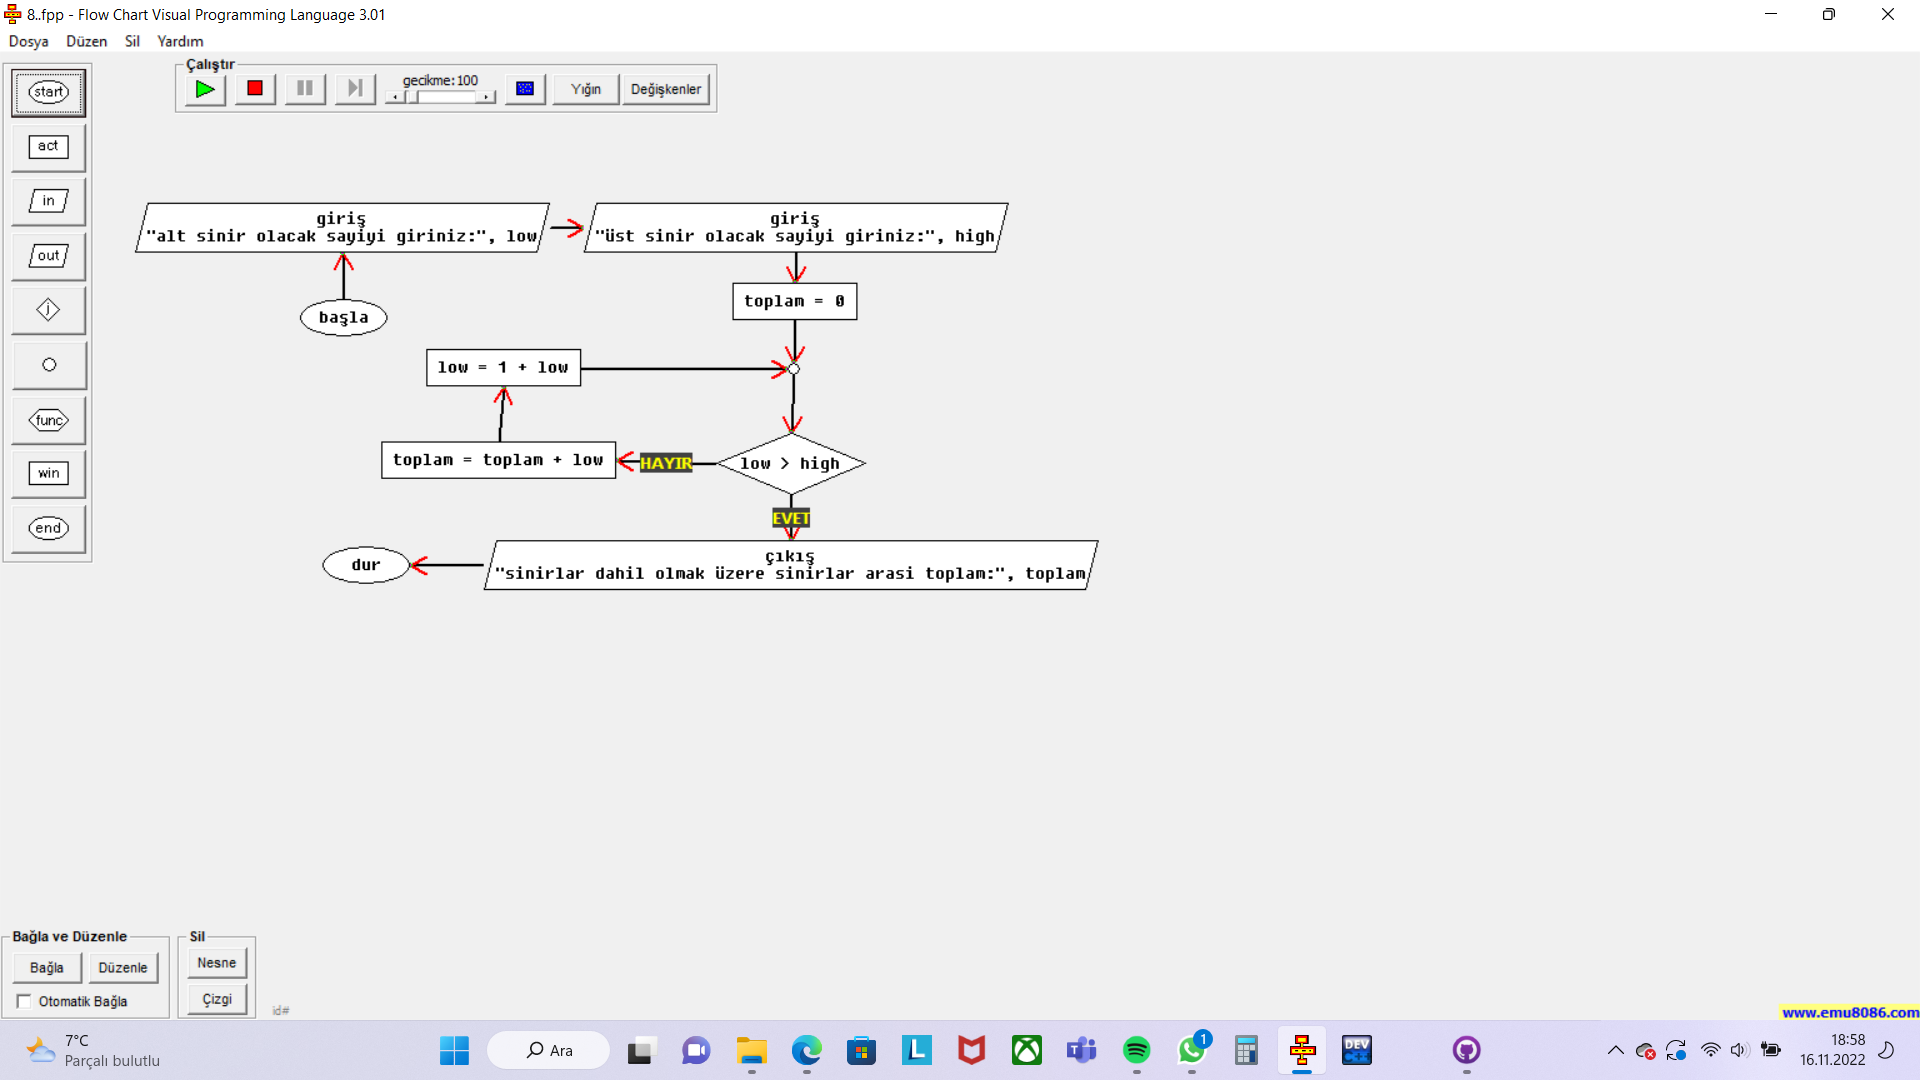 8..fpp - Flow Chart Visual Programming Language 3.01
Dosya Düzen Sil Yardım
Çalıştır
gecikme:100
Yığın
Değişkenler
start
act
in
out
j
func
win
end
giriş
"alt sinir olacak sayiyi giriniz:", low
giriş
"üst sinir olacak sayiyi giriniz:", high
başla
toplam = 0
low = 1 + low
toplam = toplam + low
HAYIR
low > high
EVET
çıkış
"sinirlar dahil olmak üzere sinirlar arasi toplam:", toplam
dur
Bağla ve Düzenle
Bağla
Düzenle
Otomatik Bağla
Sil
Nesne
Çizgi
id#
www.emu8086.com
7°C
Parçalı bulutlu
Ara
L
1
DEV
C++
18:58
16.11.2022